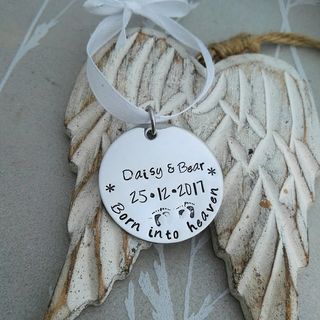 Daisy & Bear
* 25•12•2017 *
Born into heaven